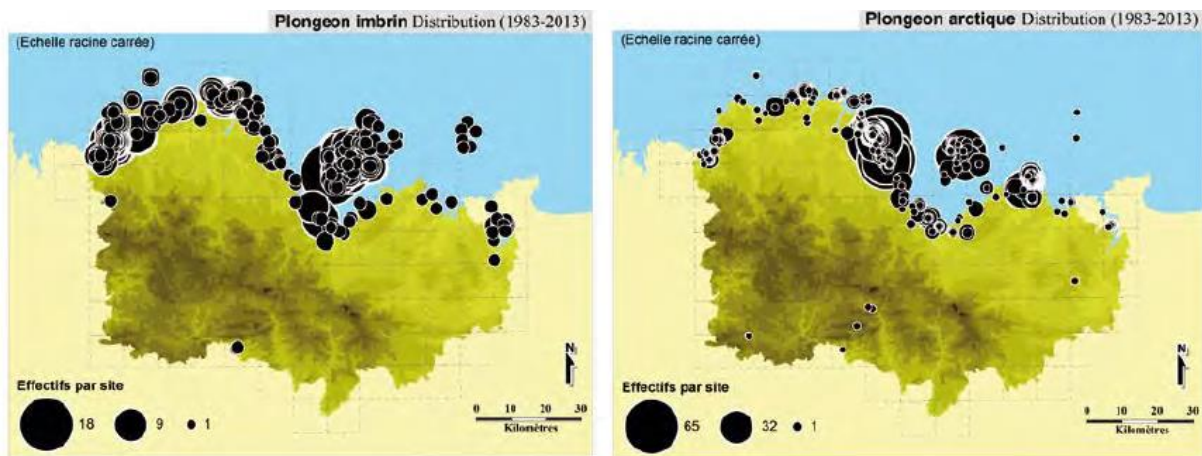 Plongeon imbrin Distribution (1983-2013)
(Echelle racine carrée)
Effectifs par site
18 9 1
N
0 10 20 30
Kilomètres
Plongeon arctique Distribution (1983-2013)
(Echelle racine carrée)
Effectifs par site
65 32 1
N
0 10 20 30
Kilomètres